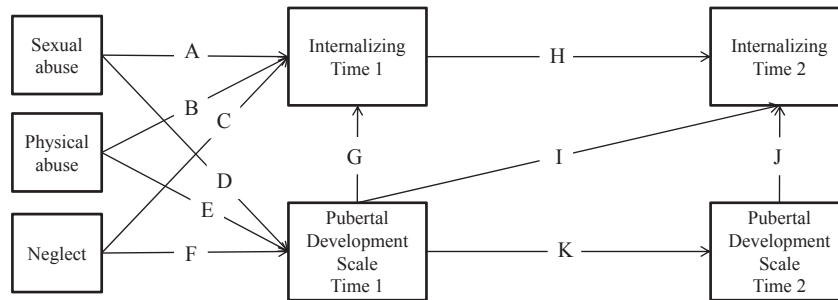 Sexual
abuse
A
Internalizing
Time 1
H
Internalizing
Time 2
Physical
abuse
B
C
G
I
J
D
E
Neglect
F
Pubertal
Development
Scale
Time 1
K
Pubertal
Development
Scale
Time 2